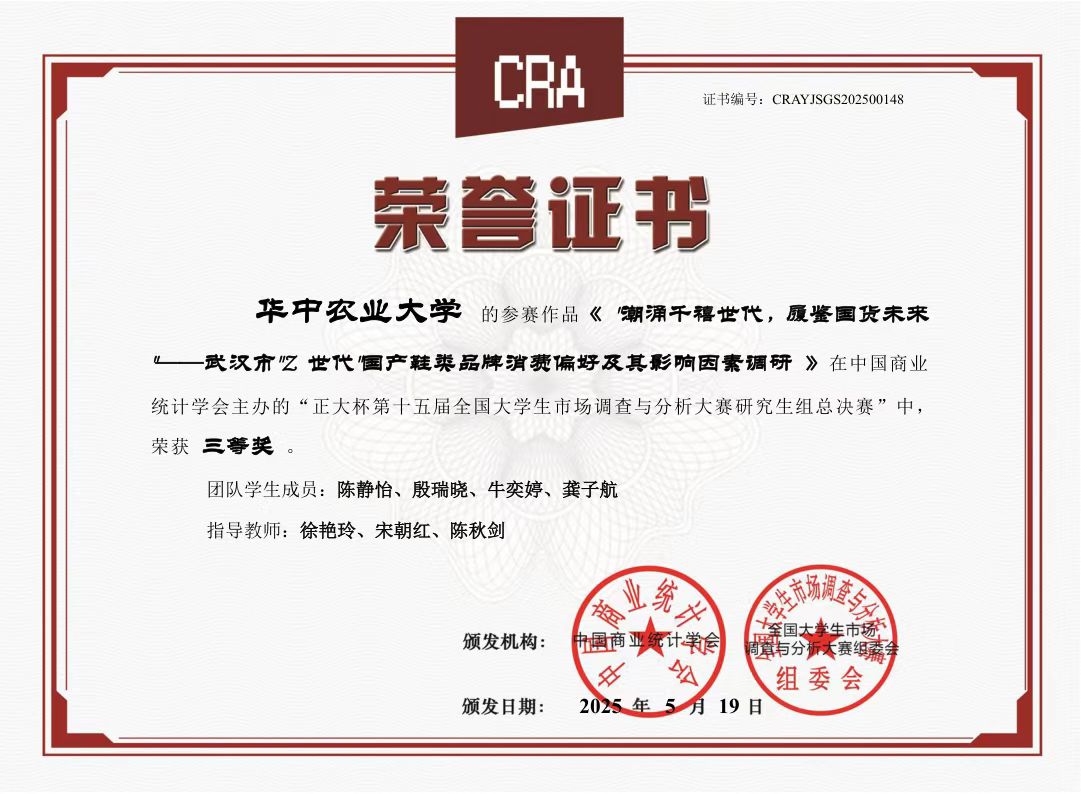 CRA
证书编号：CRAYJSGS202500148
荣誉证书
华中农业大学 的参赛作品《 "潮涌千禧世代，履鉴国货未来
"——武汉市"Z 世代"国产鞋类品牌消费偏好及其影响因素调研 》在中国商业
统计学会主办的“正大杯第十五届全国大学生市场调查与分析大赛研究生组总决赛”中，
荣获 三等奖 。
团队学生成员：陈静怡、殷瑞晓、牛奕婷、龚子航
指导教师：徐艳玲、宋朝红、陈秋剑
颁发机构： 中国商业统计学会 全国大学生市场
调查与分析大赛组委会
中国商业统计学会
全国大学生市场调查与分析大赛
组委会
颁发日期： 2025 年 5 月 19 日